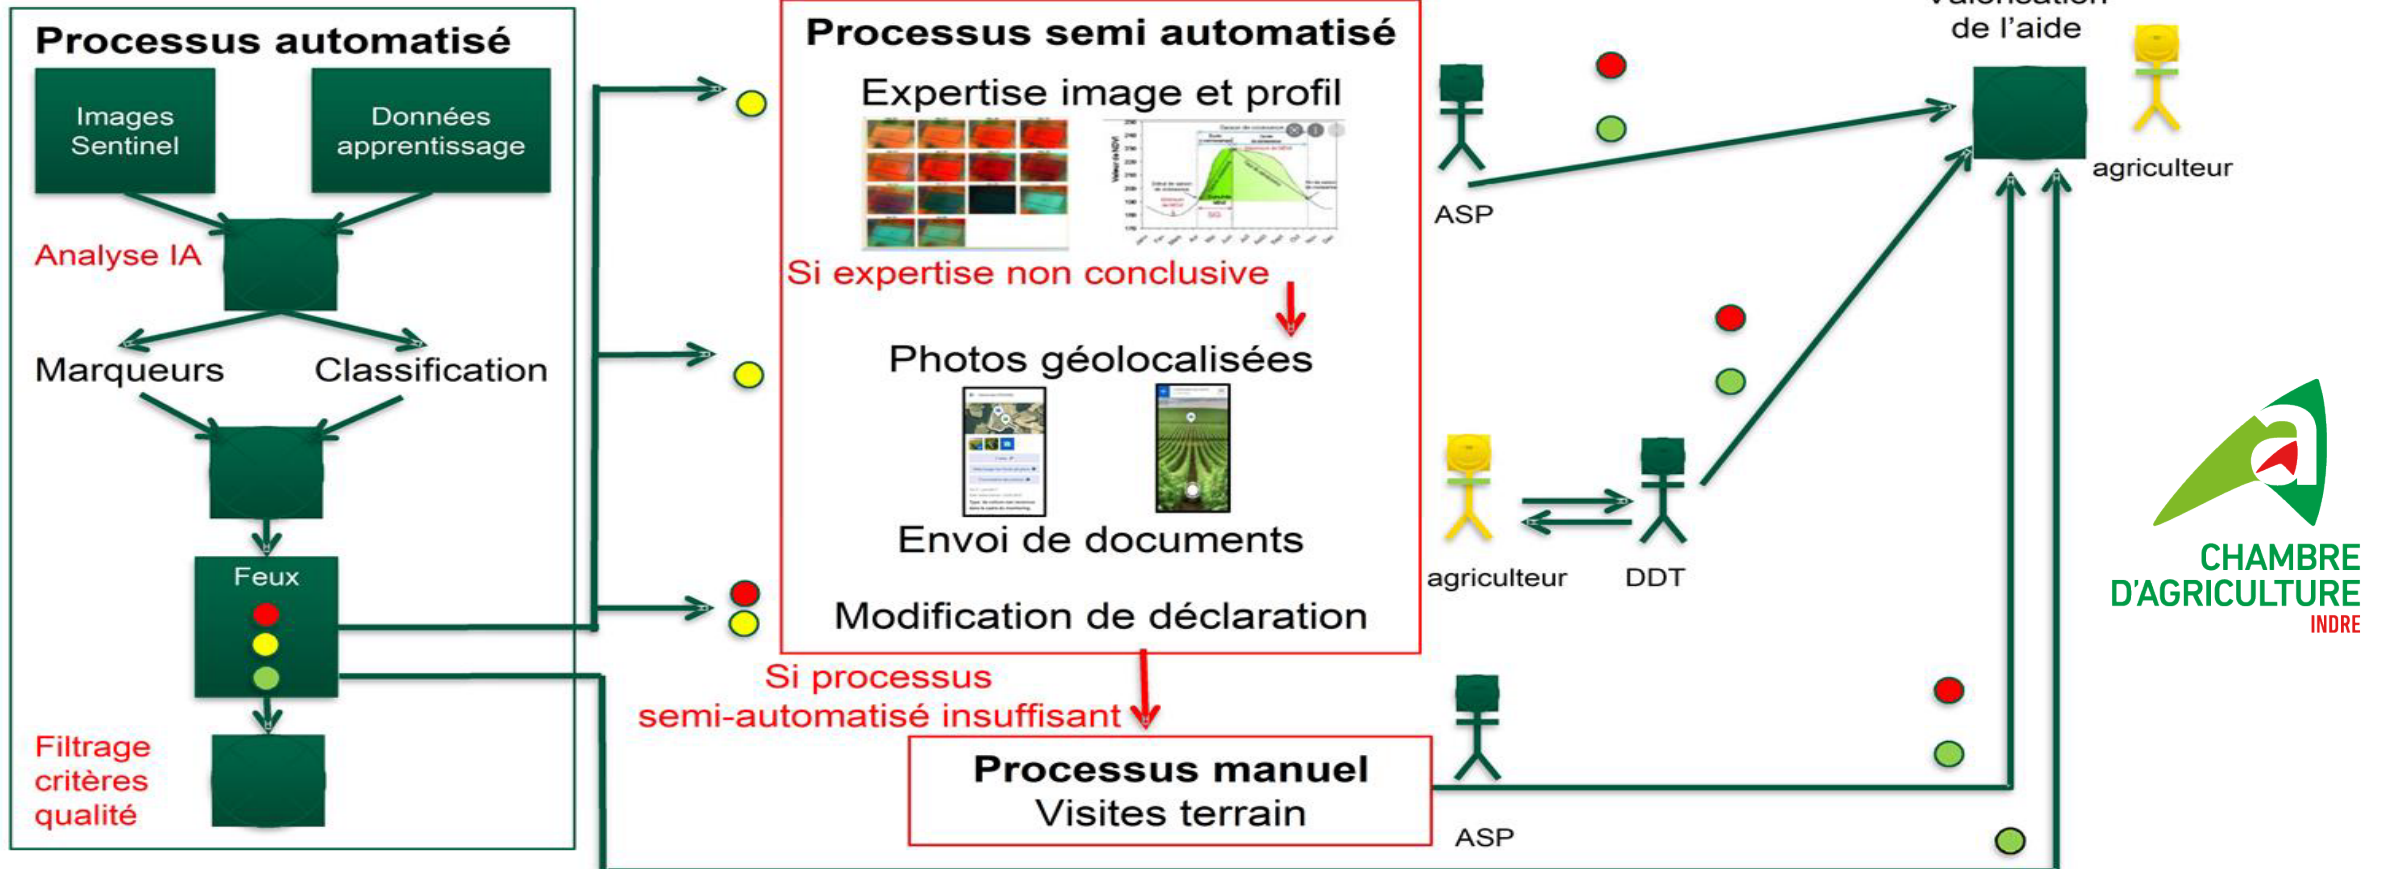 Processus automatisé
Images
Sentinel
Données
apprentissage
Analyse IA
Marqueurs
Classification
Feux
Filtrage
critères
qualité
Processus semi automatisé
Expertise image et profil
Si expertise non conclusive
Photos géolocalisées
Envoi de documents
Modification de déclaration
Si processus
semi-automatisé insuffisant
Processus manuel
Visites terrain
ASP
agriculteur
DDT
ASP
Valorisation
de l'aide
agriculteur
CHAMBRE
D'AGRICULTURE
INDRE